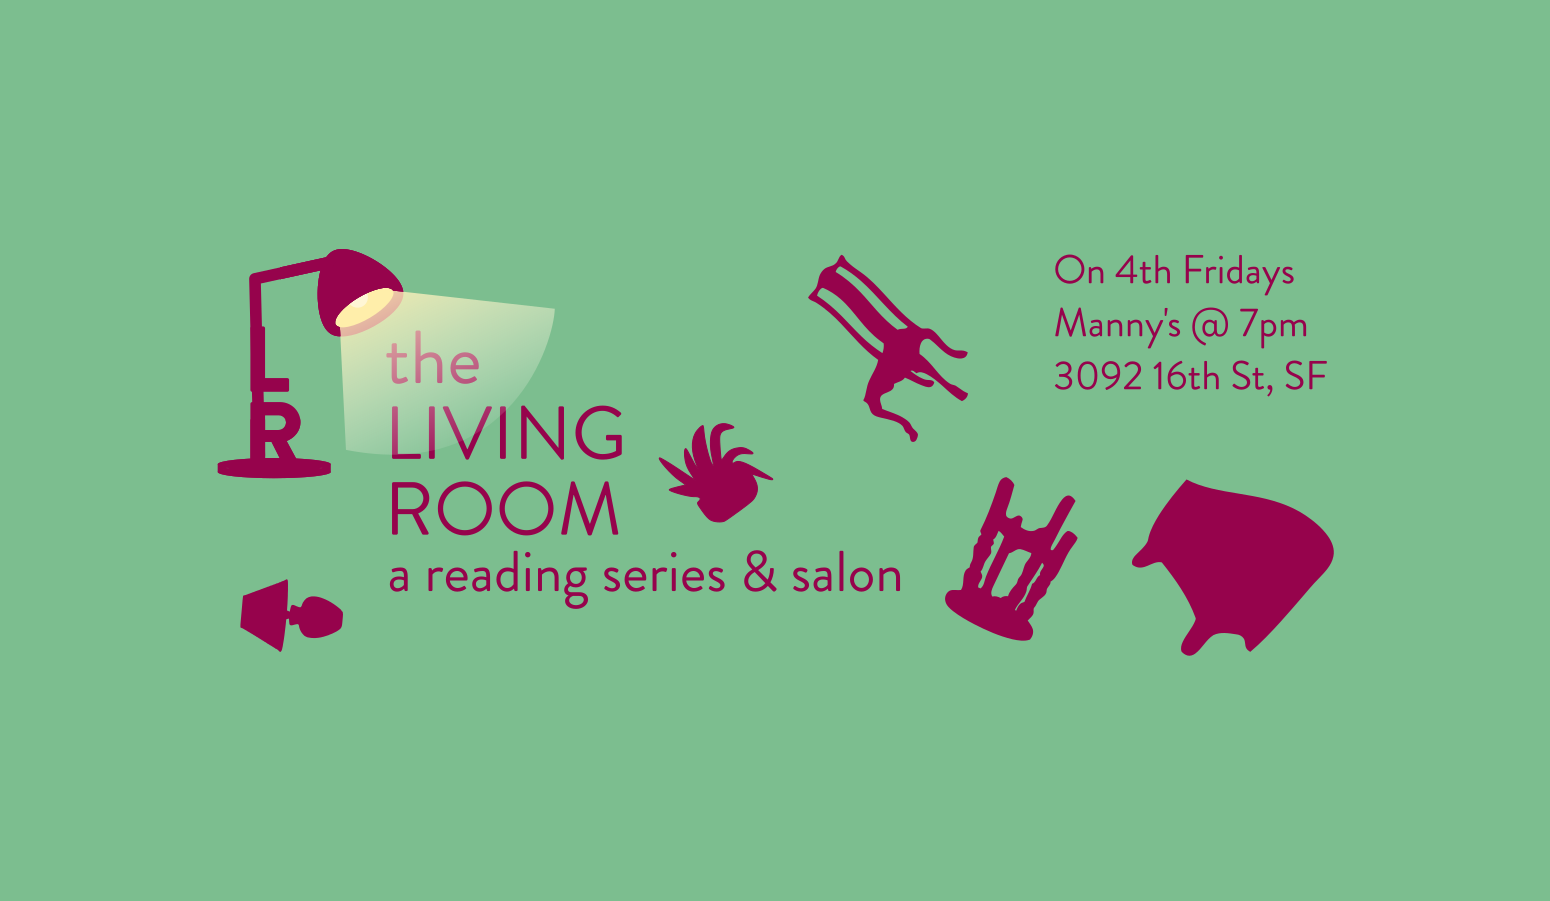 the
LIVING
ROOM
a reading series & salon
On 4th Fridays
Manny's @ 7pm
3092 16th St, SF
LR